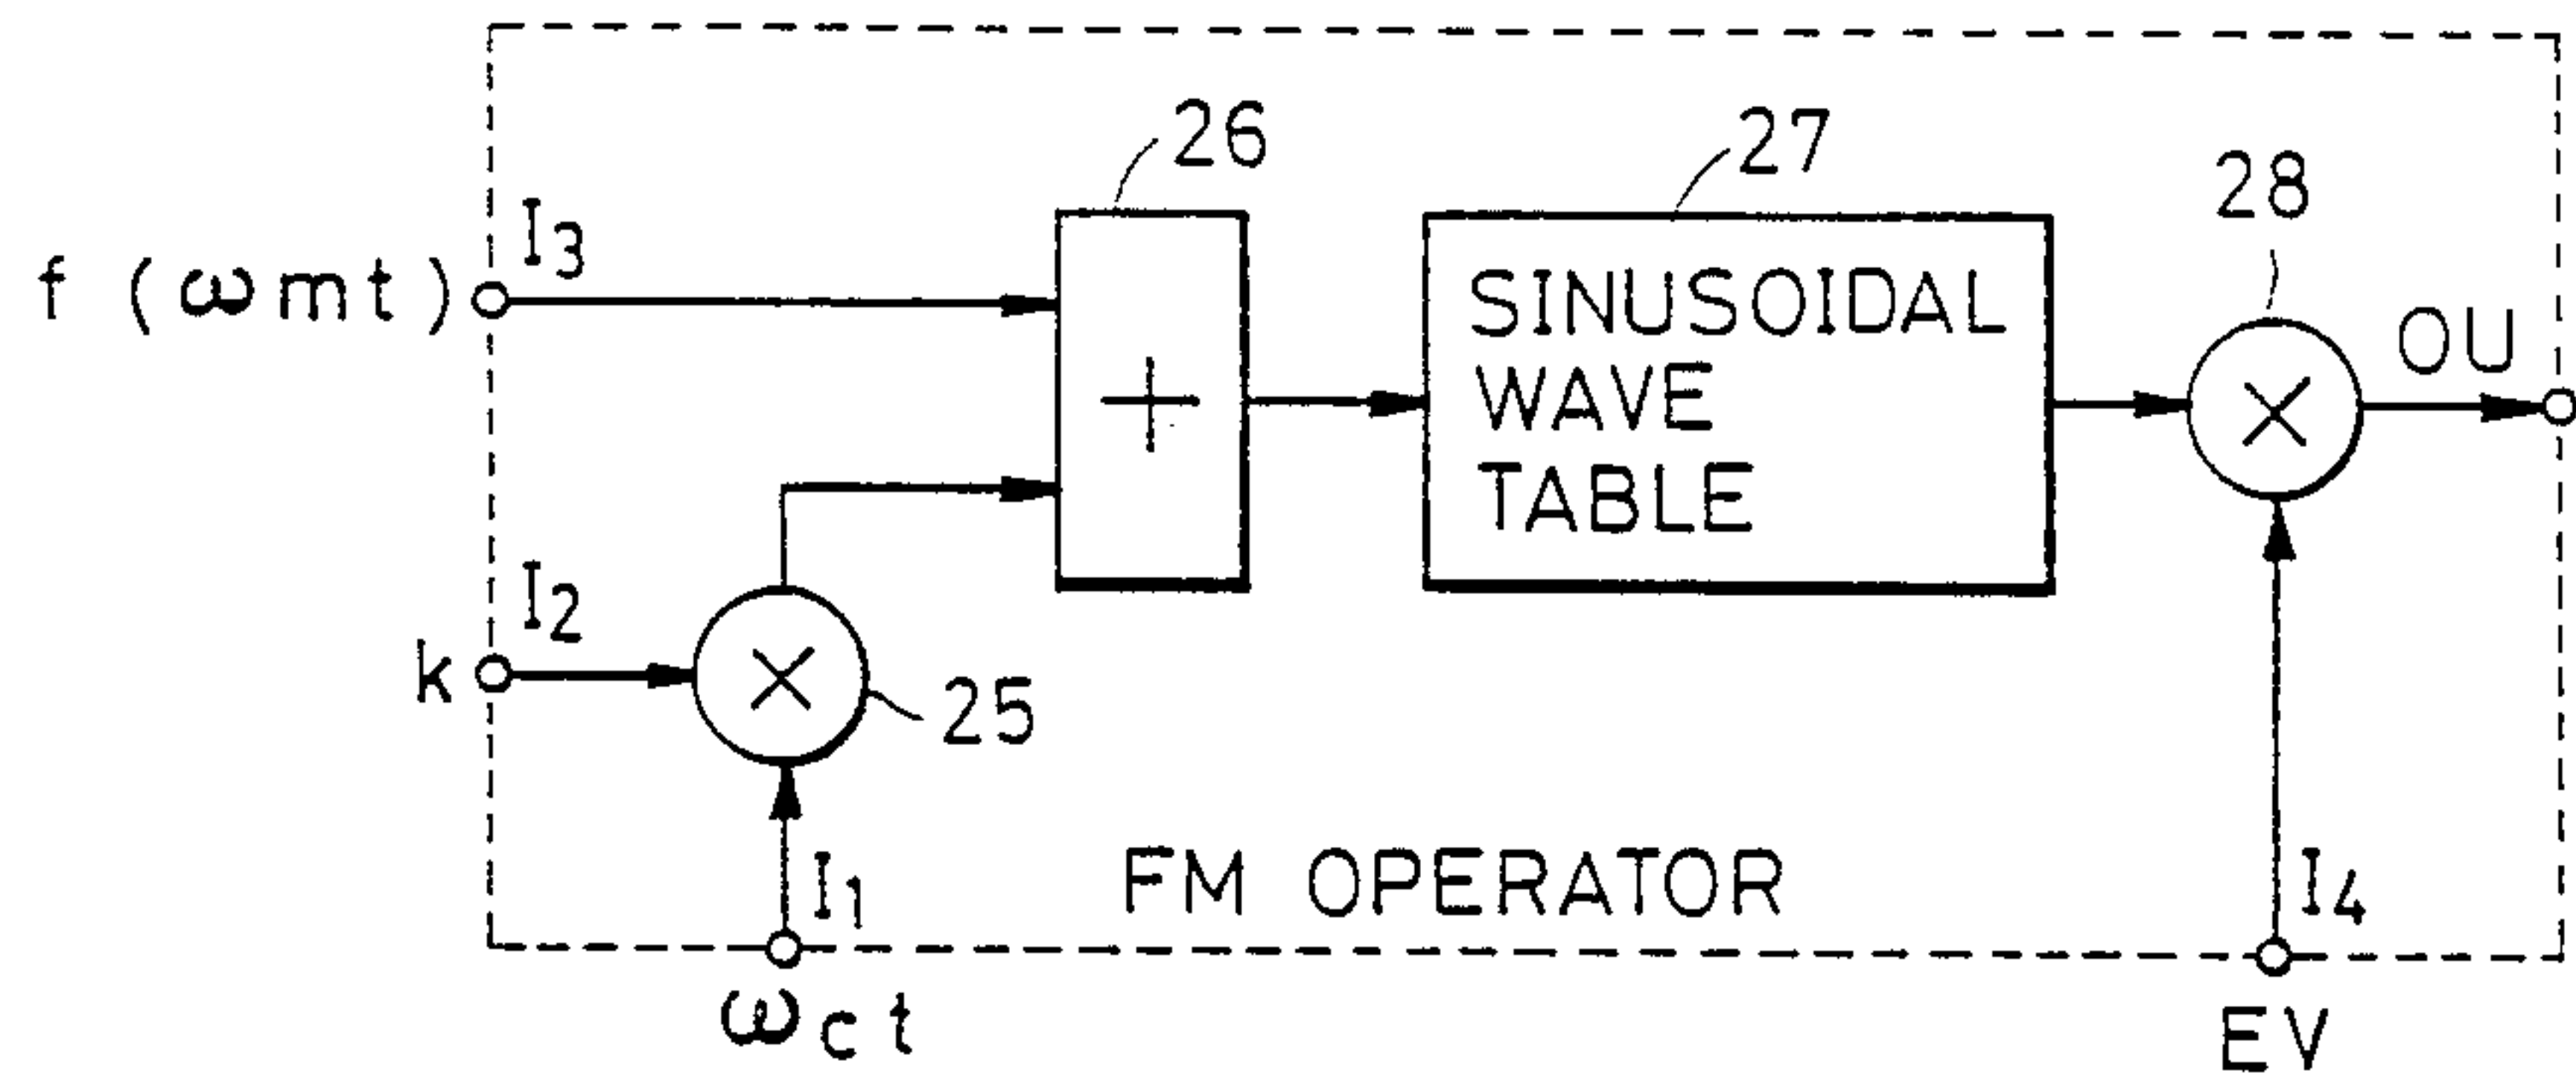 26
27
28
I3
f (ωmt)
SINUSOIDAL
WAVE
TABLE
OU
I2
k
25
I1
FM OPERATOR
I4
ωct
EV